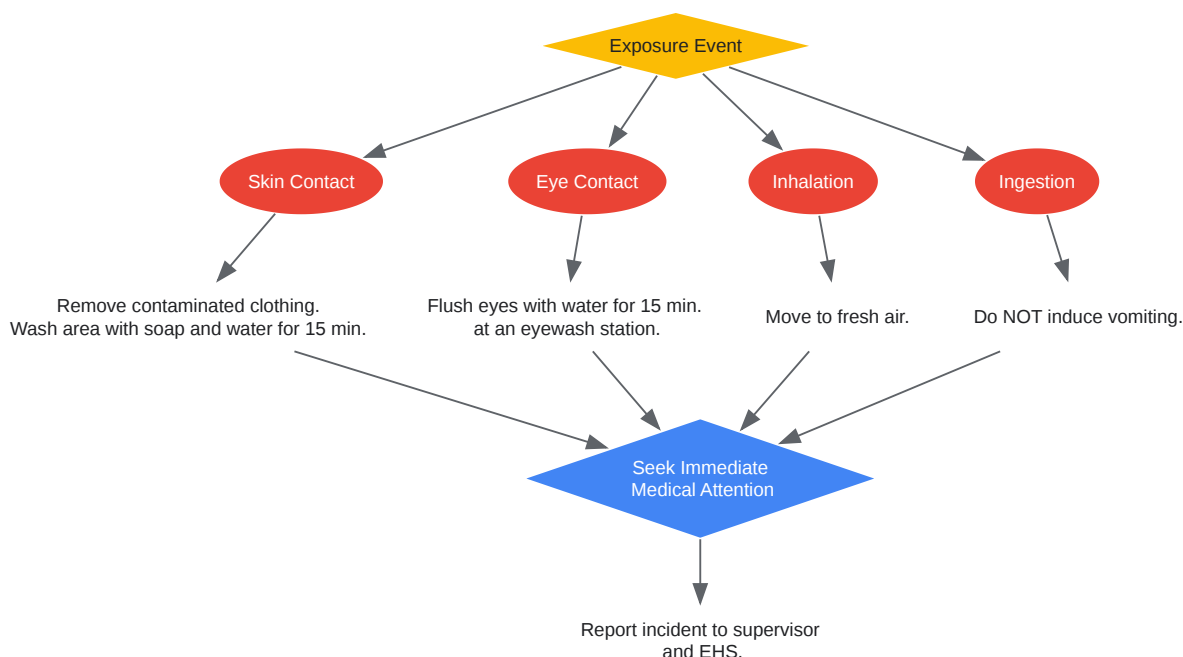 Exposure Event
Skin Contact
Eye Contact
Inhalation
Ingestion
Remove contaminated clothing.
Wash area with soap and water for 15 min.
Flush eyes with water for 15 min.
at an eyewash station.
Move to fresh air.
Do NOT induce vomiting.
Seek Immediate
Medical Attention
Report incident to supervisor
and EHS.